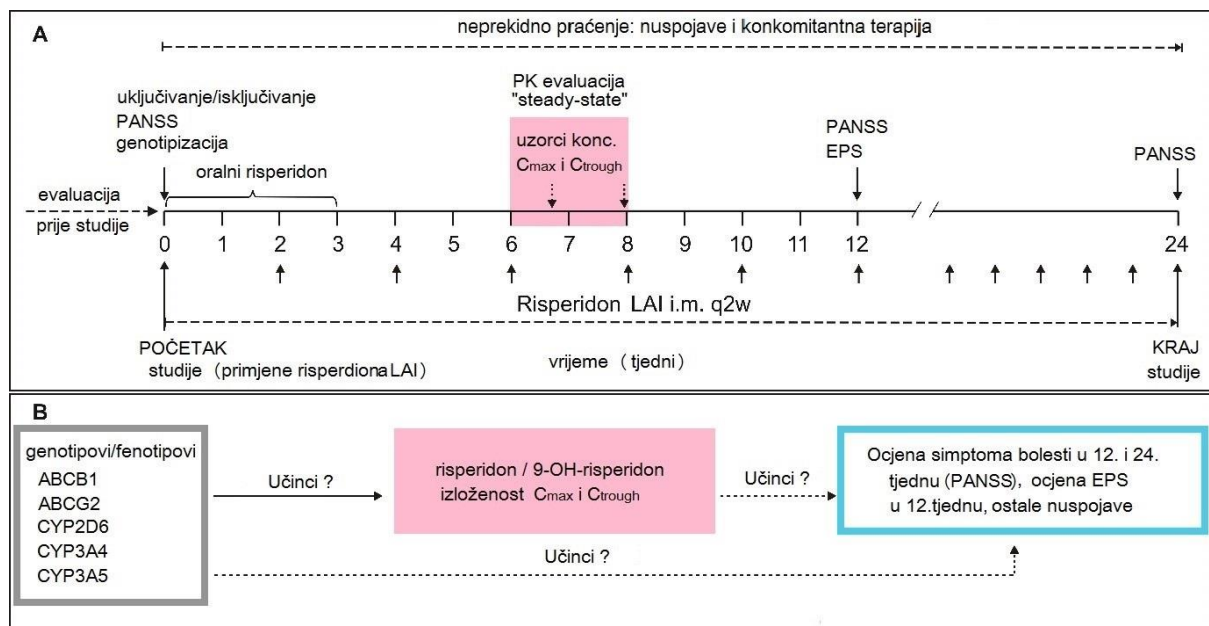 A
neprekidno praćenje: nuspojave i konkomitantna terapija
uključivanje/isključivanje
PANSS
genotipizacija
PK evaluacija
"steady-state"
uzorci konc.
Cmax i Ctrough
PANSS
EPS
PANSS
oralni risperidon
evaluacija
prije studije
0 1 2 3 4 5 6 7 8 9 10 11 12 24
Risperidon LAI i.m. q2w
POČETAK
studije (primjene risperdiona LAI)
vrijeme (tjedni)
KRAJ
studije
B
genotipovi/fenotipovi
ABCB1
ABCG2
CYP2D6
CYP3A4
CYP3A5
Učinci ?
risperidon / 9-OH-risperidon
izloženost Cmax i Ctrough
Učinci ?
Ocjena simptoma bolesti u 12. i 24.
tjednu (PANSS), ocjena EPS
u 12.tjednu, ostale nuspojave
Učinci ?